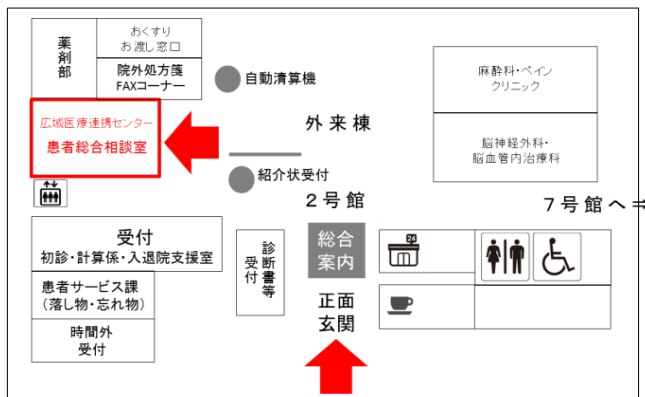 薬剤部
おくすり
お渡し窓口
院外処方箋
FAXコーナー
自動清算機
麻酔科・ペイン
クリニック
広域医療連携センター
患者総合相談室
外来棟
脳神経外科・
脳血管内治療科
紹介状受付
2号館
7号館へ⇒
受付
初診・計算係・入退院支援室
診断書等
受付
総合
案内
24
患者サービス課
（落し物・忘れ物）
正面
玄関
時間外
受付